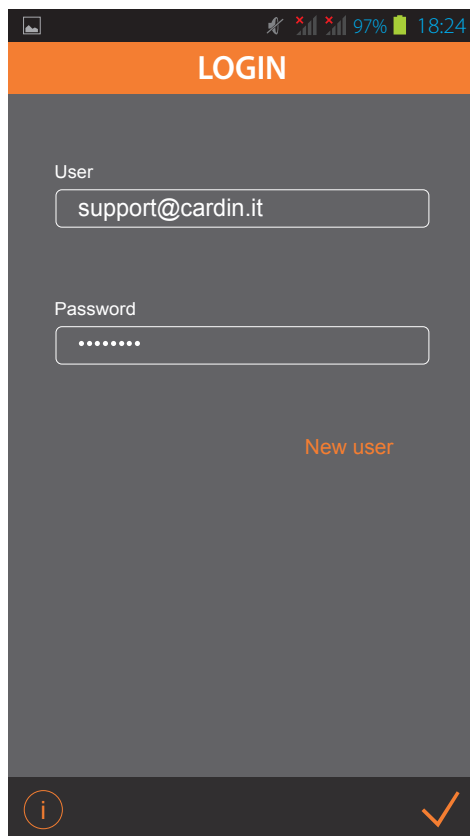 97% 18:24
LOGIN
User
support@cardin.it
Password
••••••••
New user
i